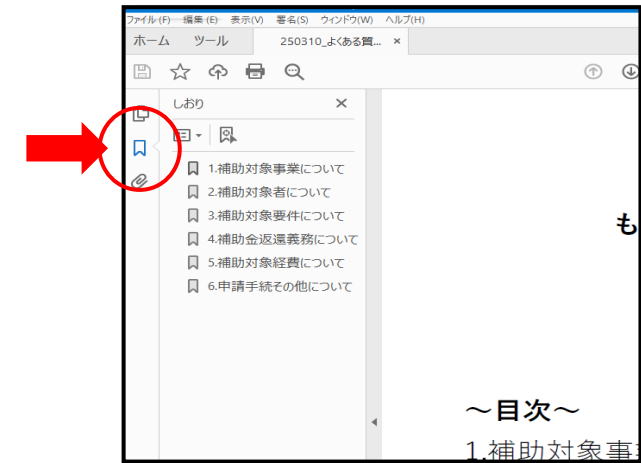 ファイル(F) 編集(E) 表示(V) 署名(S) ウィンドウ(W) ヘルプ(H)
ホーム ツール 250310_よくある質... ×
しおり ×
1.補助対象事業について
2.補助対象者について
3.補助対象要件について
4.補助金返還義務について
5.補助対象経費について
6.申請手続その他について
も
～目次～
1.補助対象事